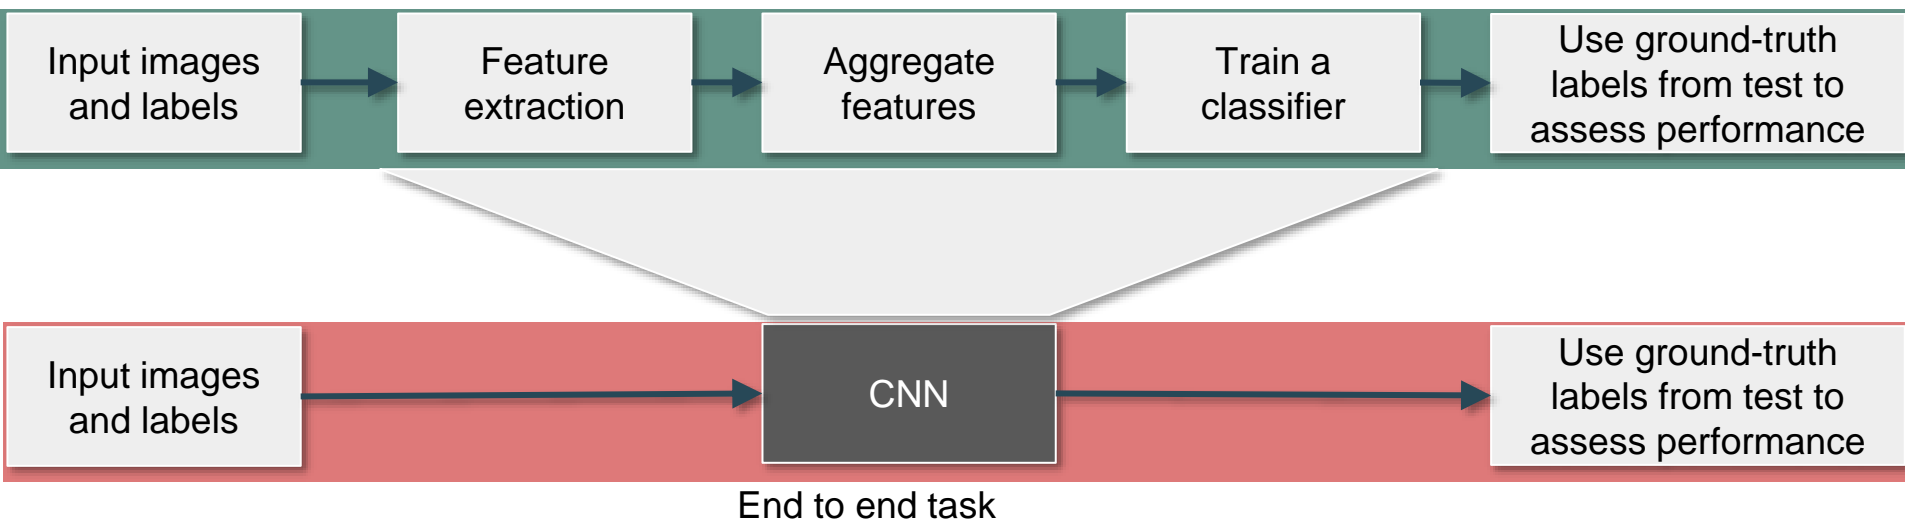 Input images
and labels
Feature
extraction
Aggregate
features
Train a
classifier
Use ground-truth
labels from test to
assess performance
Input images
and labels
CNN
Use ground-truth
labels from test to
assess performance
End to end task